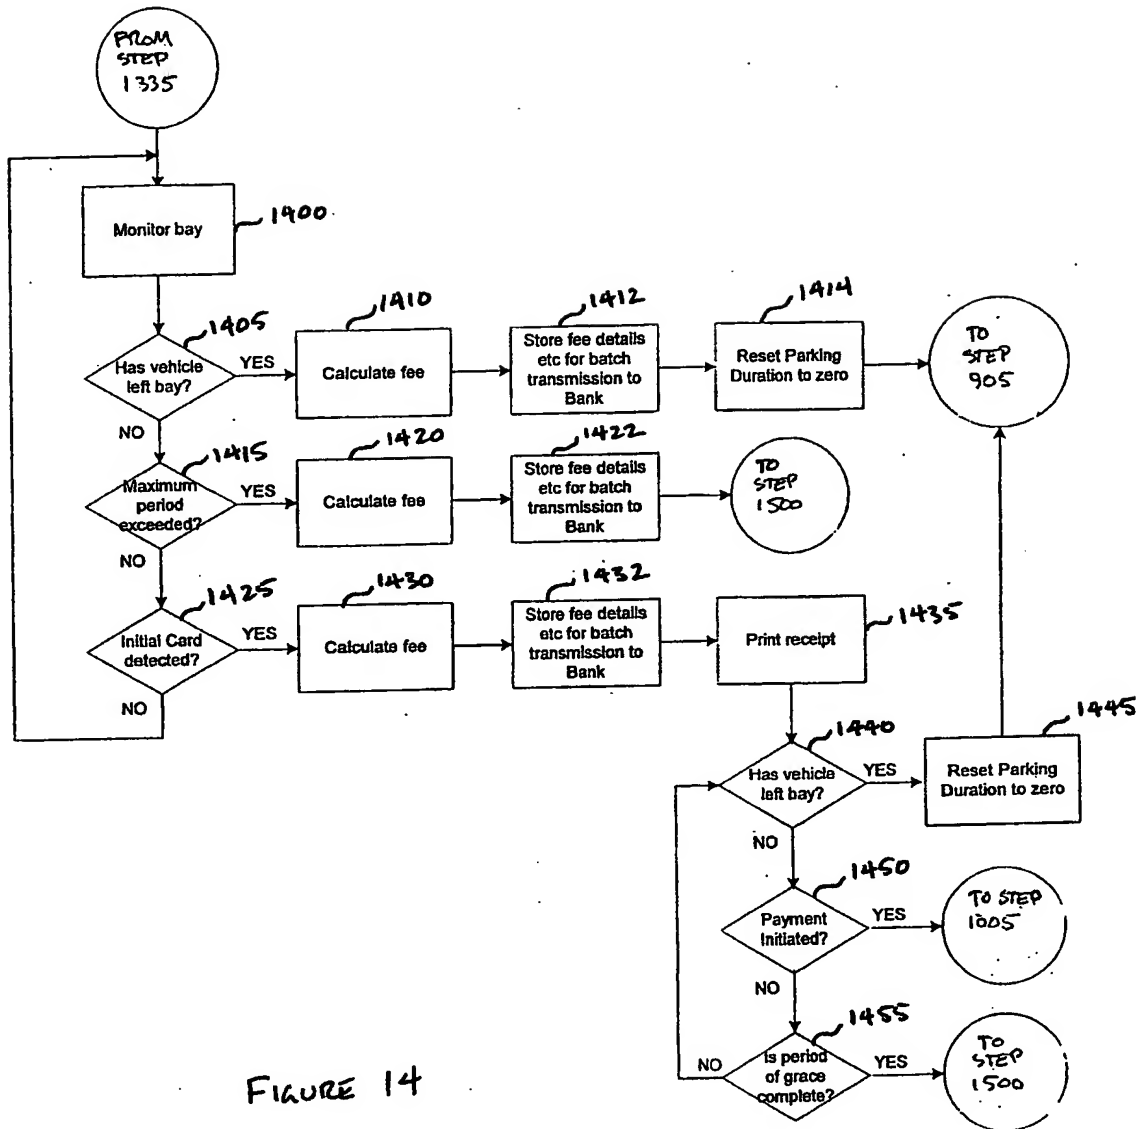 FROM
STEP
1335
Monitor bay
1400
1405
Has vehicle
left bay?
YES
NO
1410
Calculate fee
1412
Store fee details
etc for batch
transmission to
Bank
1414
Reset Parking
Duration to zero
TO
STEP
905
1415
Maximum
period
exceeded?
YES
NO
1420
Calculate fee
1422
Store fee details
etc for batch
transmission to
Bank
TO
STEP
1500
1425
Initial Card
detected?
YES
NO
1430
Calculate fee
1432
Store fee details
etc for batch
transmission to
Bank
1435
Print receipt
1440
Has vehicle
left bay?
YES
NO
1445
Reset Parking
Duration to zero
1450
Payment
Initiated?
YES
NO
TO STEP
1005
1455
Is period
of grace
complete?
NO
YES
TO
STEP
1500
FIGURE 14